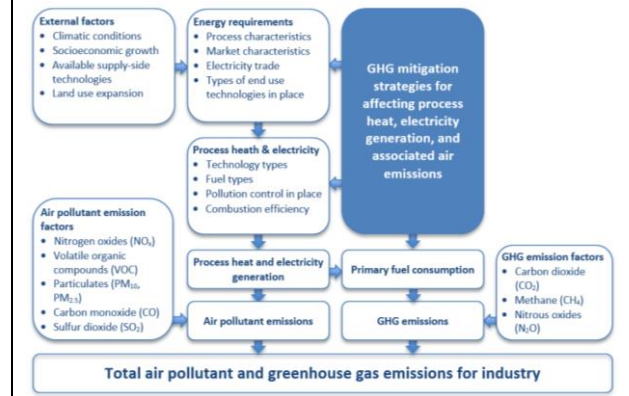 External factors
• Climatic conditions
• Socioeconomic growth
• Available supply-side
technologies
• Land use expansion
Energy requirements
• Process characteristics
• Market characteristics
• Electricity trade
• Types of end use
technologies in place
GHG mitigation
strategies for
affecting process
heat, electricity
generation, and
associated air
emissions
Process heath & electricity
• Technology types
• Fuel types
• Pollution control in place
• Combustion efficiency
Air pollutant emission
factors
• Nitrogen oxides (NOₓ)
• Volatile organic
compounds (VOC)
• Particulates (PM₁₀,
PM₂.₅)
• Carbon monoxide (CO)
• Sulfur dioxide (SO₂)
Process heat and electricity
generation
Primary fuel consumption
GHG emission factors
• Carbon dioxide
(CO₂)
• Methane (CH₄)
• Nitrous oxides
(N₂O)
Air pollutant emissions
GHG emissions
Total air pollutant and greenhouse gas emissions for industry